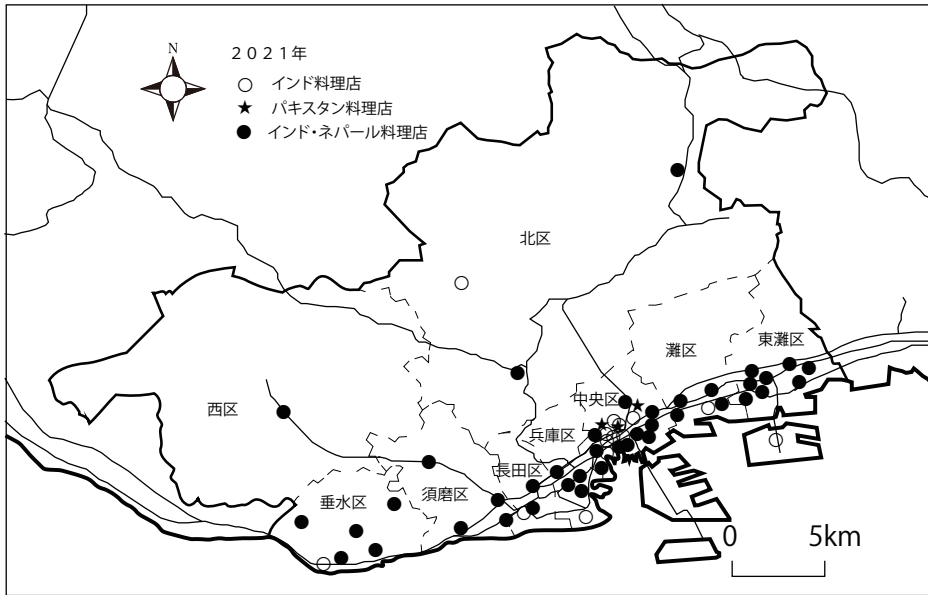 N
２０２１年
インド料理店
パキスタン料理店
インド・ネパール料理店
北区
東灘区
灘区
中央区
西区
兵庫区
長田区
須磨区
垂水区
0 5km